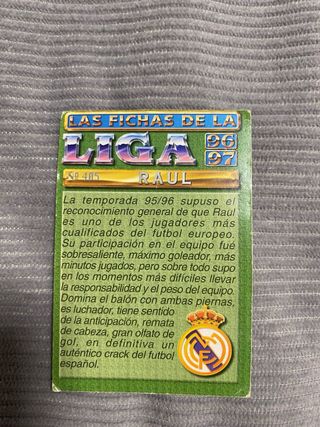 LAS FICHAS DE LA
LIGA 96
97
Nº 485 RAUL
La temporada 95/96 supuso el
reconocimiento general de que Raul
es uno de los jugadores más
cualificados del futbol europeo.
Su participación en el equipo fué
sobresaliente, máximo goleador, más
minutos jugados, pero sobre todo supo
en los momentos más difíciles llevar
la responsabilidad y el peso del equipo.
Domina el balón con ambas piernas,
es luchador, tiene sentido
de la anticipación, remata
de cabeza, gran olfato de
gol, en definitiva un
auténtico crack del futbol
español.